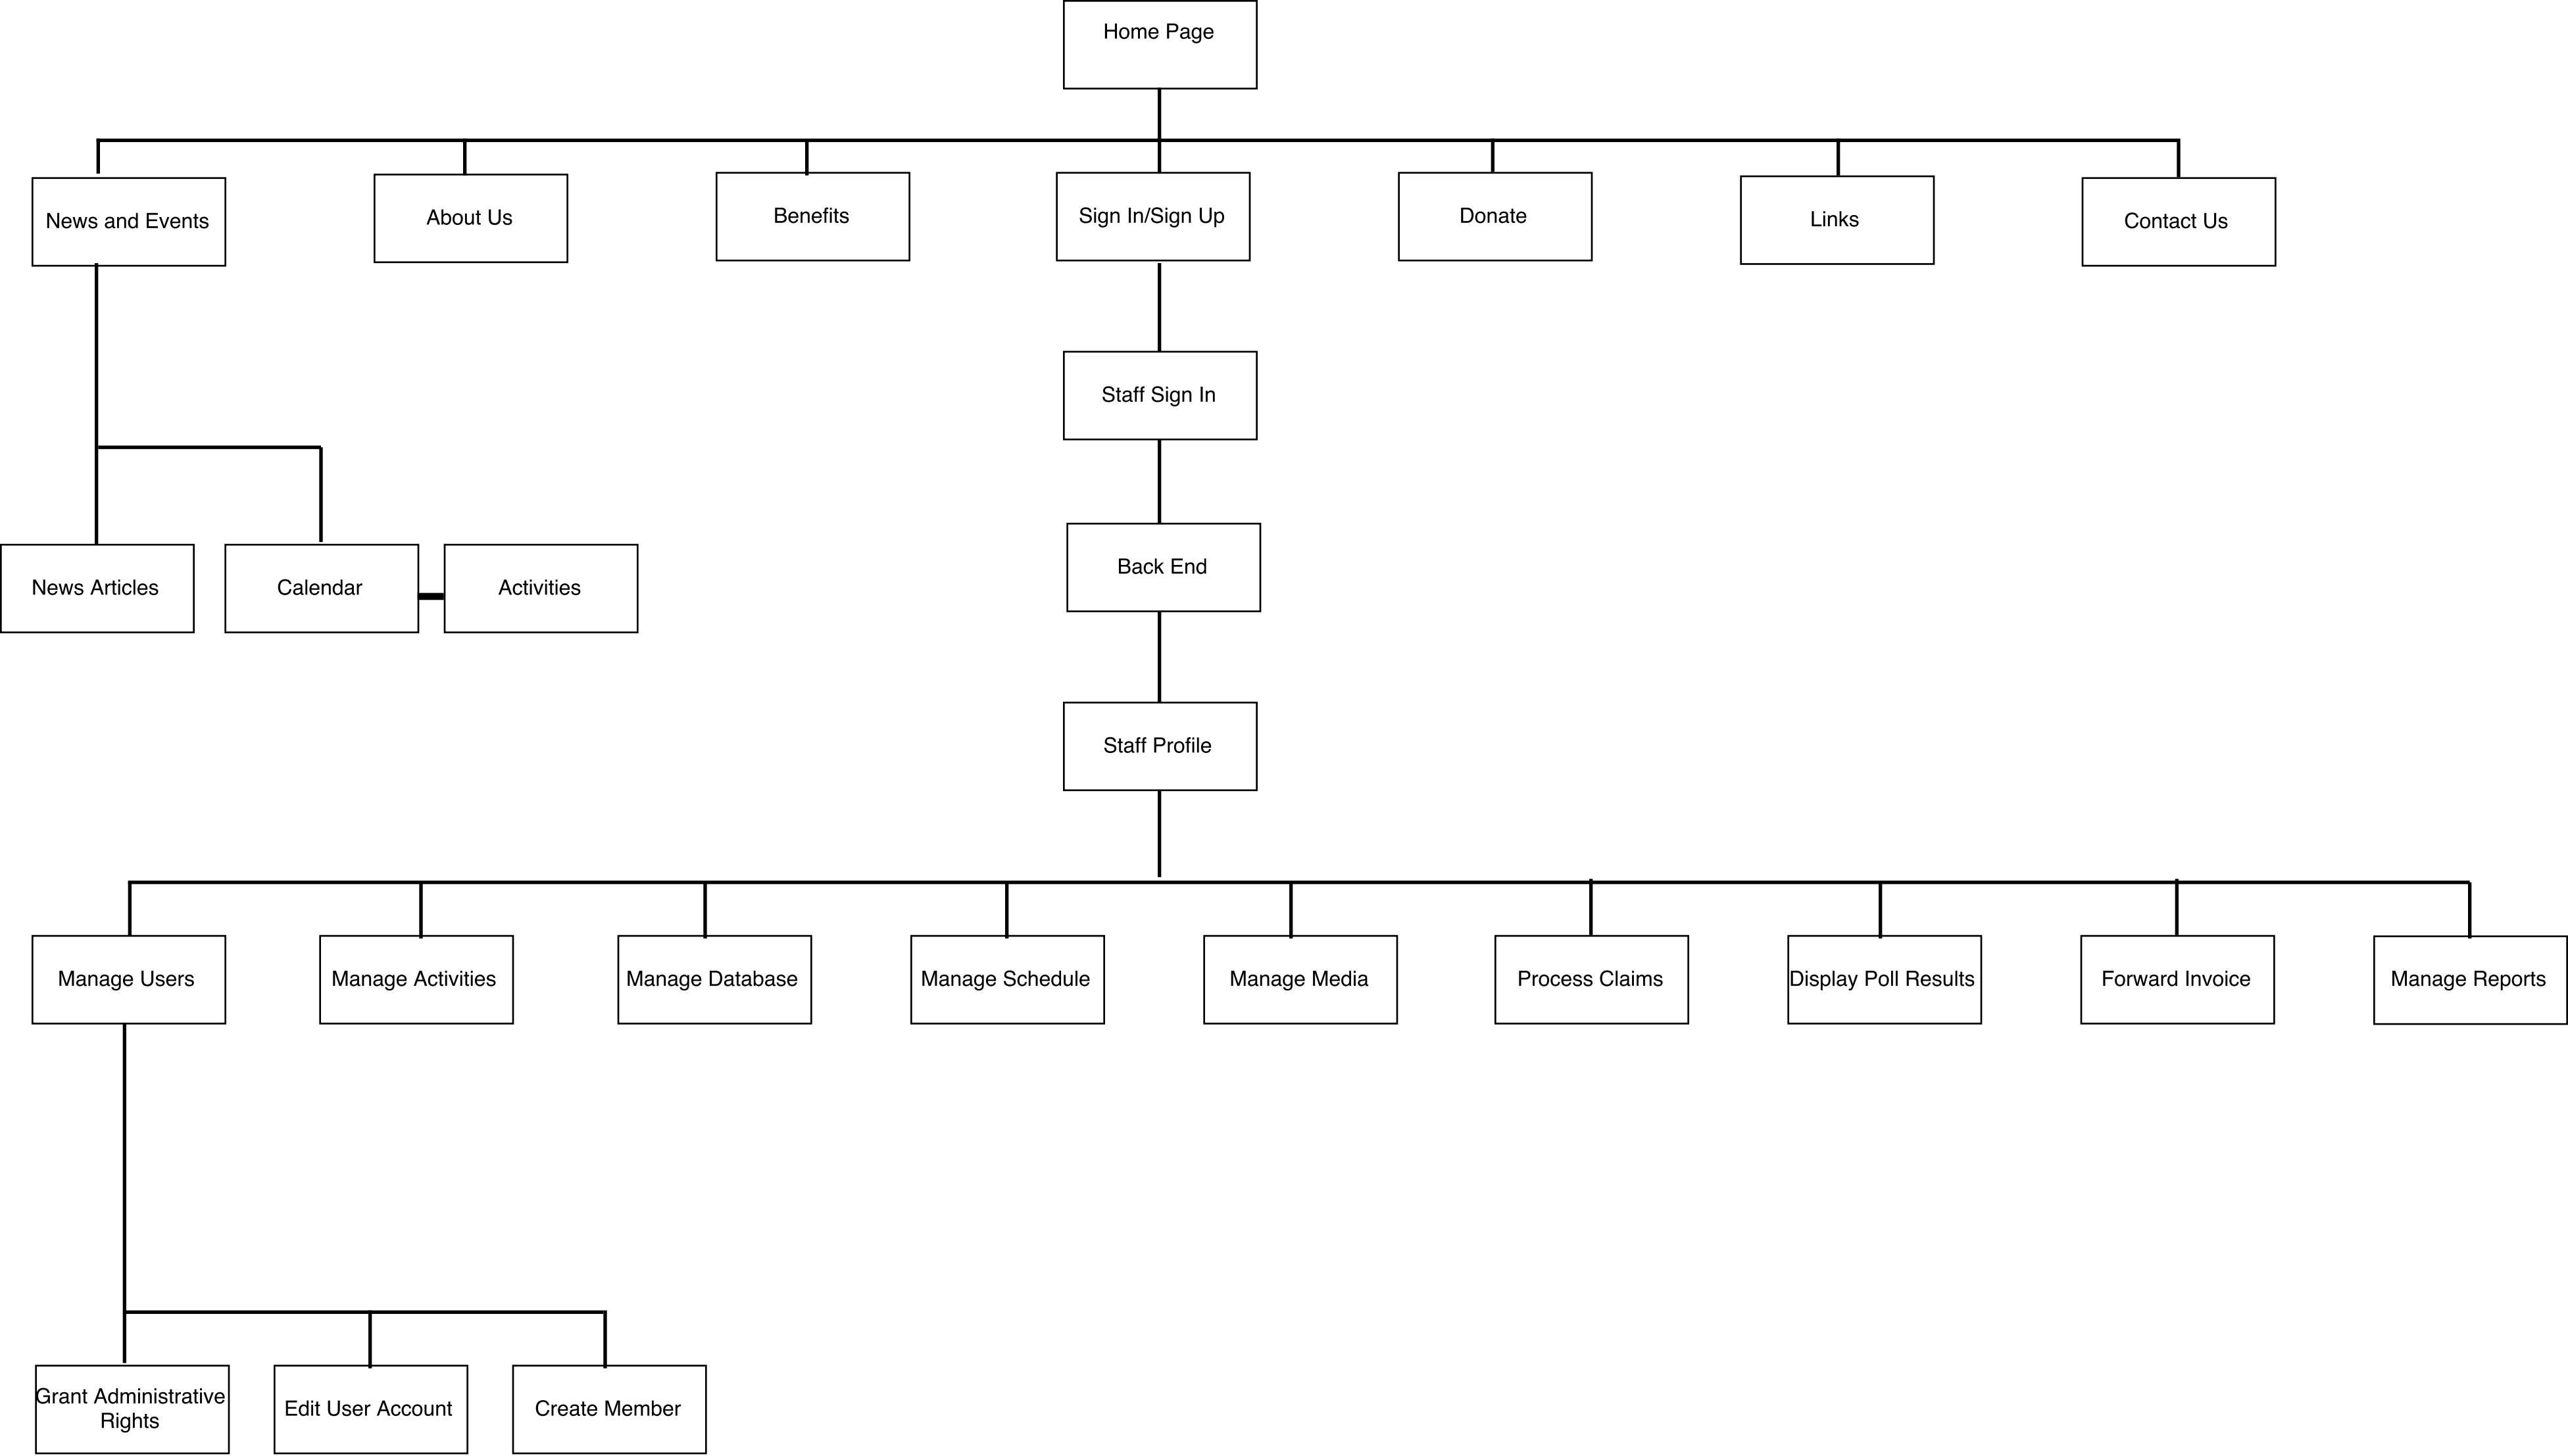 Home Page
News and Events
About Us
Benefits
Sign In/Sign Up
Donate
Links
Contact Us
Staff Sign In
Back End
News Articles
Calendar
Activities
Staff Profile
Manage Users
Manage Activities
Manage Database
Manage Schedule
Manage Media
Process Claims
Display Poll Results
Forward Invoice
Manage Reports
Grant Administrative
Rights
Edit User Account
Create Member